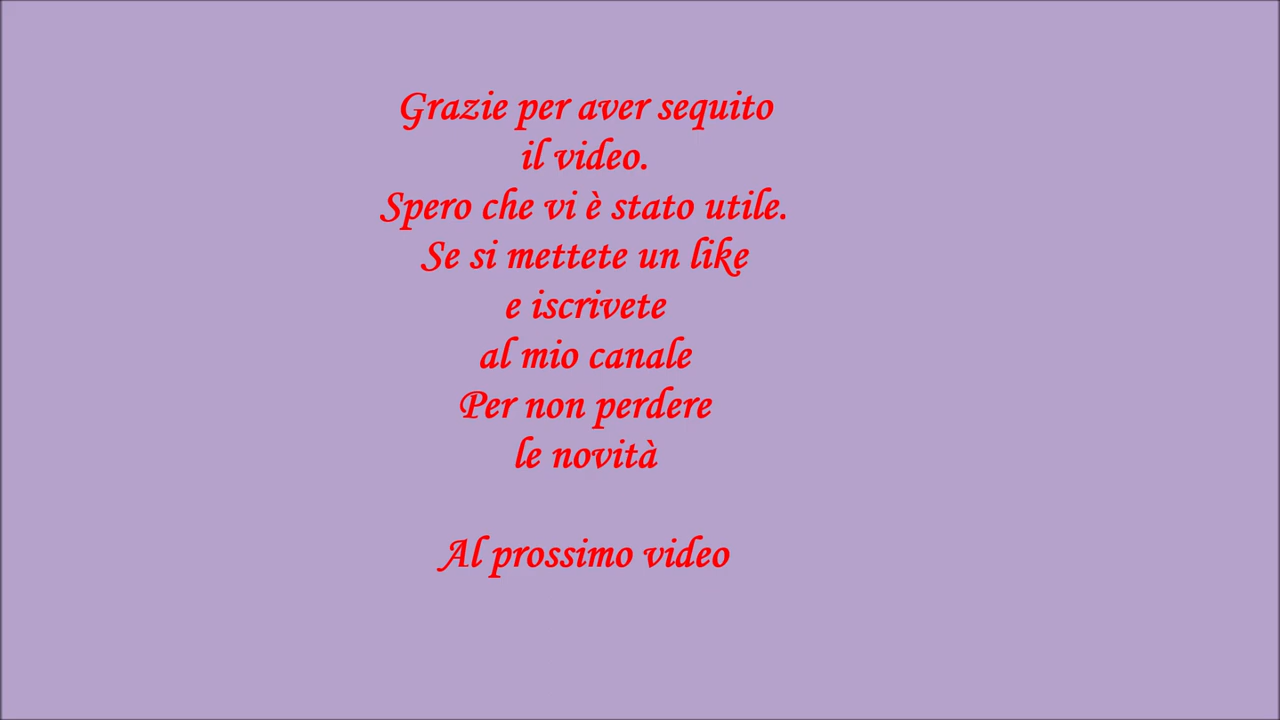 Grazie per aver sequito
il video.
Spero che vi è stato utile.
Se si mettete un like
e iscrivete
al mio canale
Per non perdere
le novità
Al prossimo video